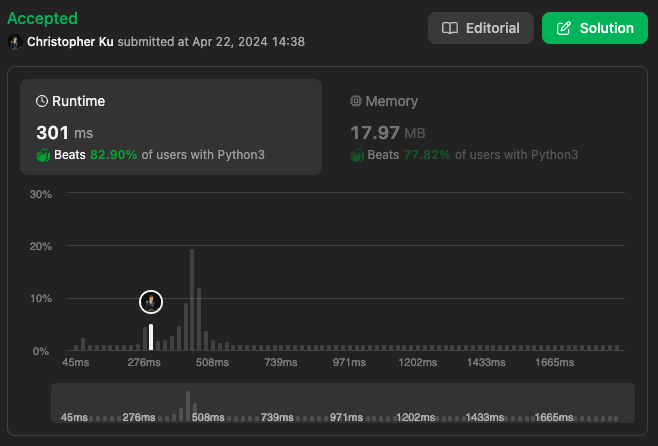 Accepted
Christopher Ku submitted at Apr 22, 2024 14:38
Editorial
Solution
Runtime
301 ms
Beats 82.90% of users with Python3
Memory
17.97 MB
Beats 77.82% of users with Python3
30%
20%
10%
0%
45ms 276ms 508ms 739ms 971ms 1202ms 1433ms 1665ms
45ms 276ms 508ms 739ms 971ms 1202ms 1433ms 1665ms